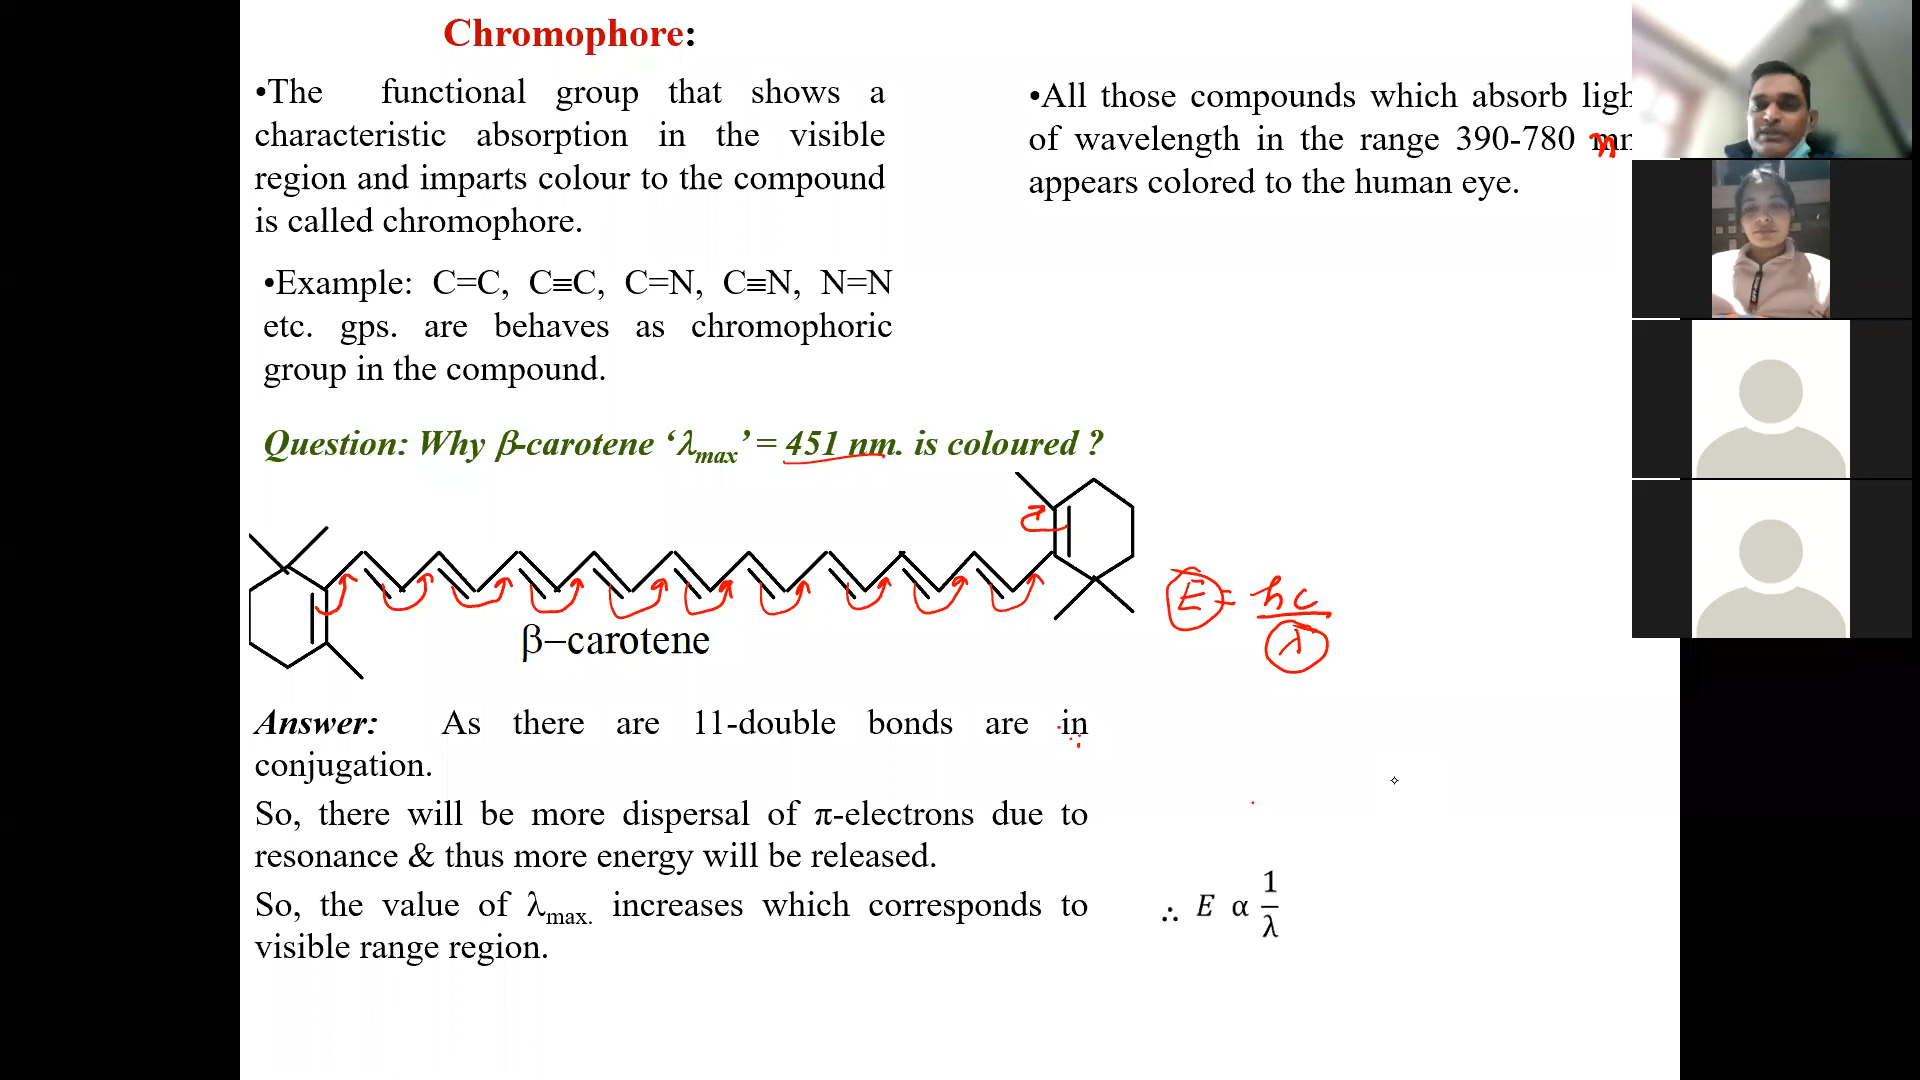 Chromophore:
•The functional group that shows a
characteristic absorption in the visible
region and imparts colour to the compound
is called chromophore.
•Example: C=C, C≡C, C=N, C≡N, N=N
etc. gps. are behaves as chromophoric
group in the compound.
•All those compounds which absorb ligh
of wavelength in the range 390-780
appears colored to the human eye.
Question: Why β-carotene ‘λmax’ = 451 nm. is coloured ?
β–carotene
E = hc
λ
Answer: As there are 11-double bonds are in
conjugation.
So, there will be more dispersal of π-electrons due to
resonance & thus more energy will be released.
So, the value of λmax. increases which corresponds to
visible range region.
∴ E α 1
λ